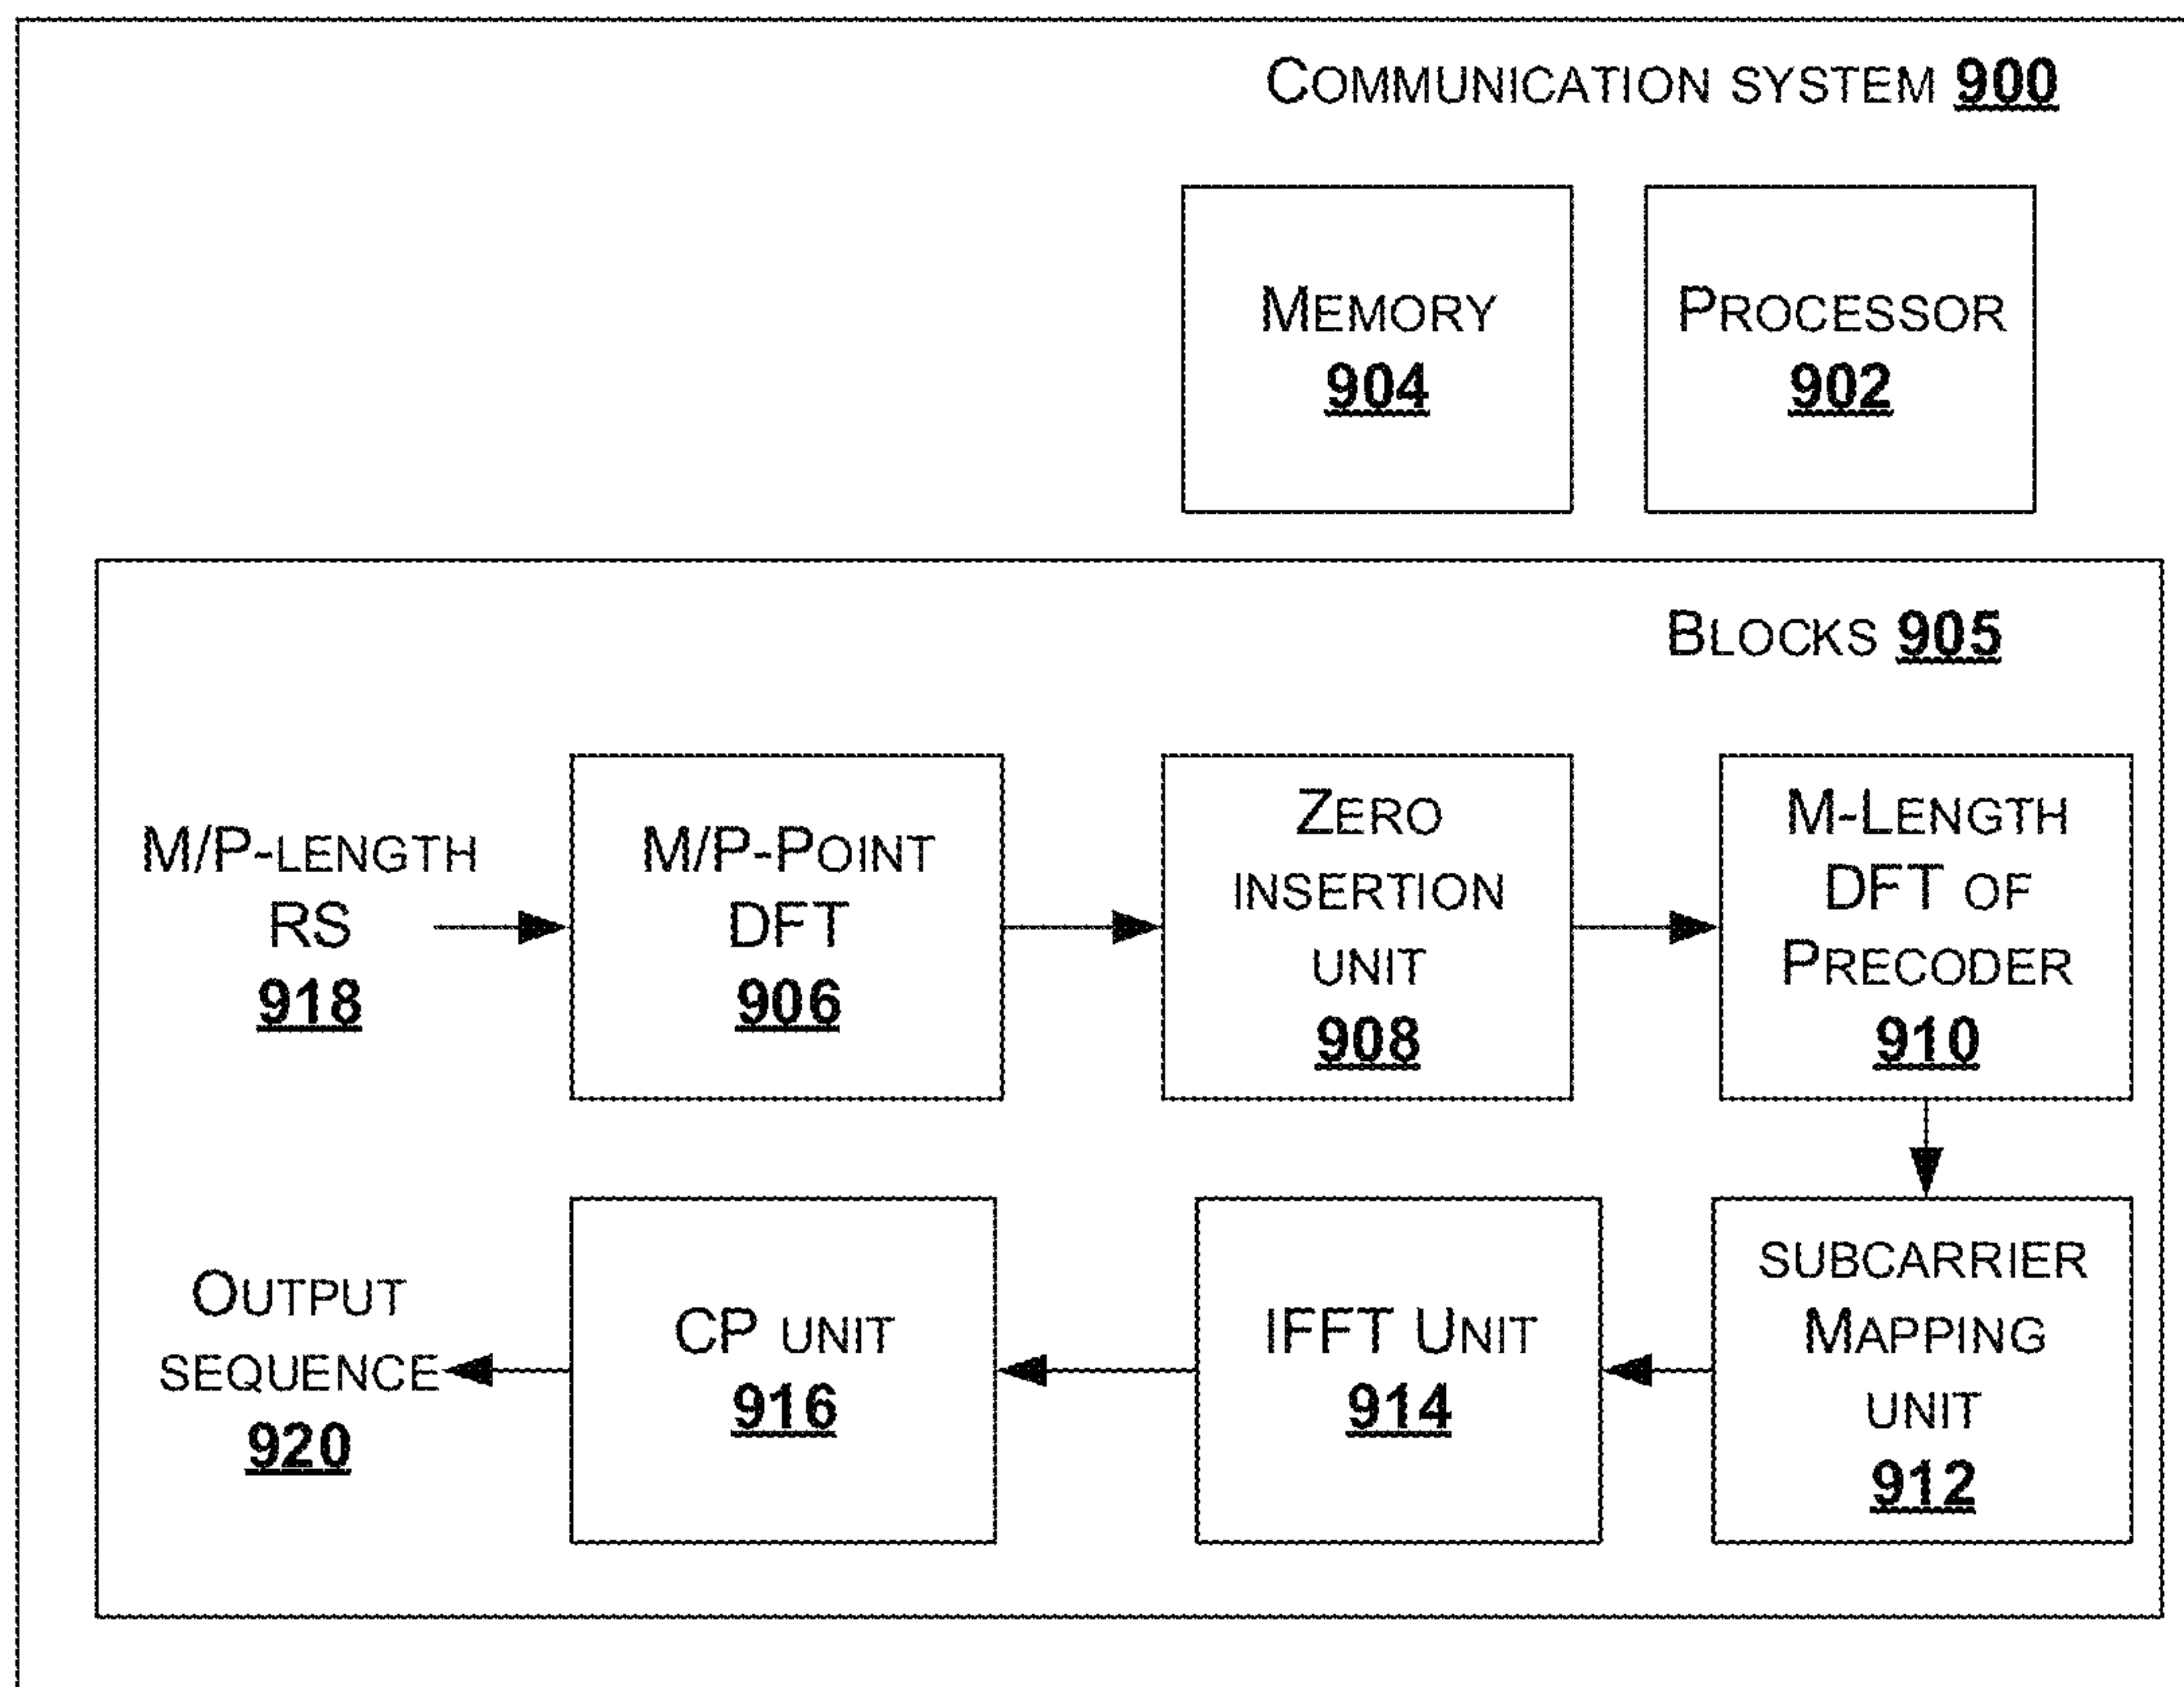 COMMUNICATION SYSTEM 900
MEMORY
904
PROCESSOR
902
BLOCKS 905
M/P-LENGTH
RS
918
M/P-POINT
DFT
906
ZERO
INSERTION
UNIT
908
M-LENGTH
DFT OF
PRECODER
910
SUBCARRIER
MAPPING
UNIT
912
IFFT UNIT
914
CP UNIT
916
OUTPUT
SEQUENCE
920